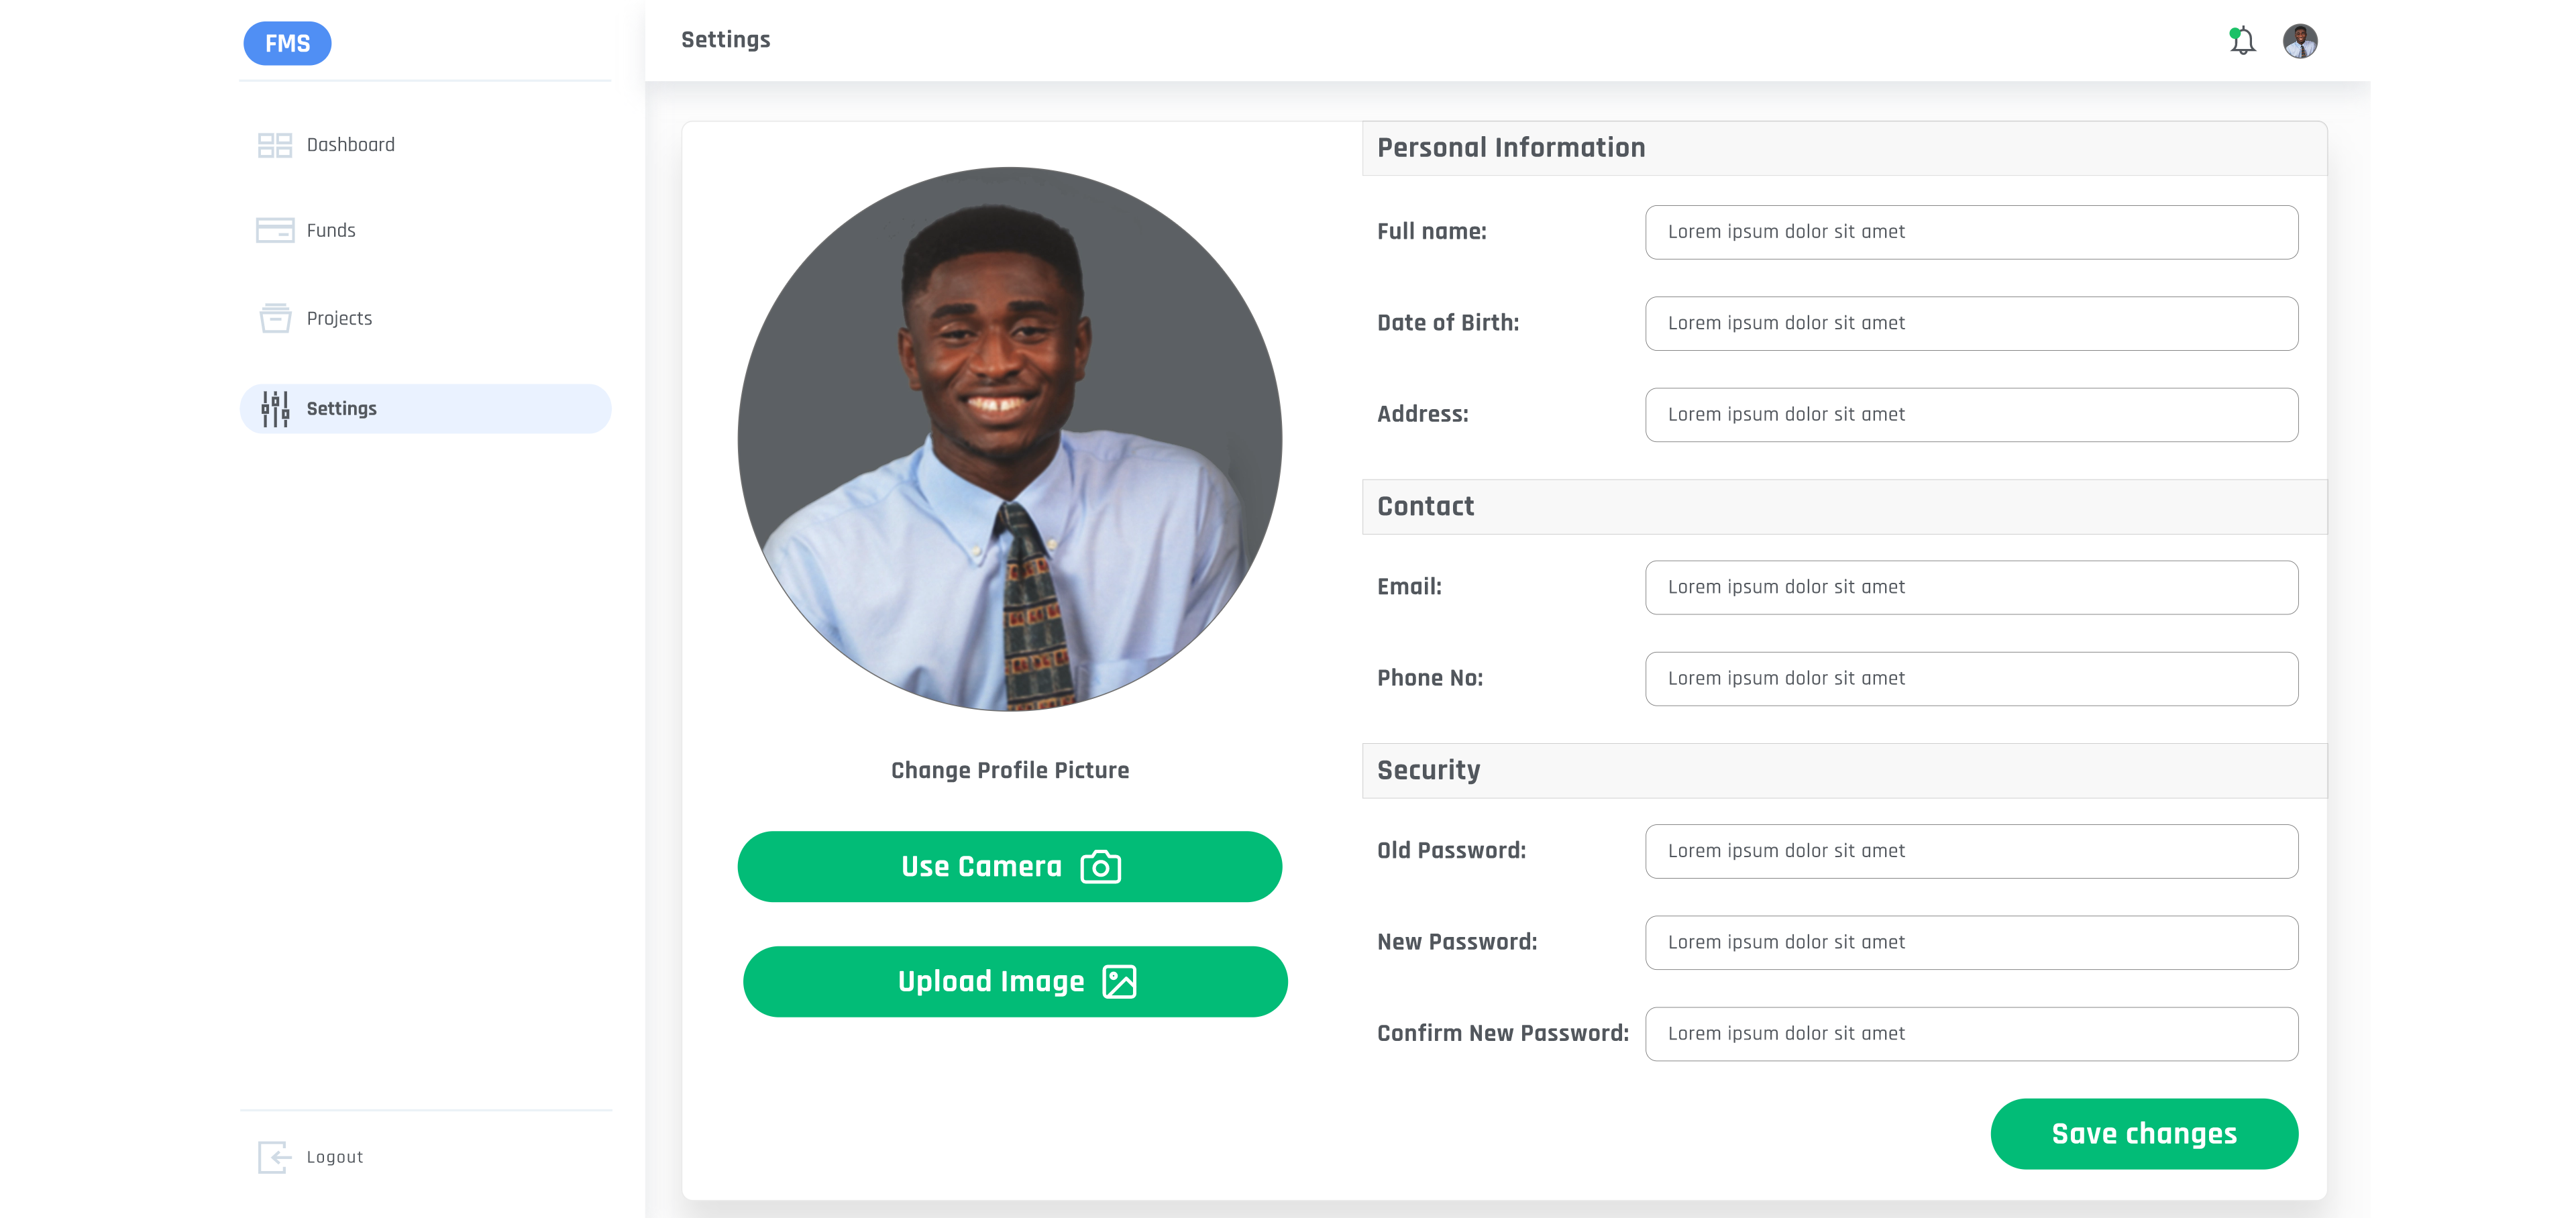 FMS
Settings
Dashboard
Funds
Projects
Settings
Logout
Change Profile Picture
Use Camera
Upload Image
Personal Information
Full name: Lorem ipsum dolor sit amet
Date of Birth: Lorem ipsum dolor sit amet
Address: Lorem ipsum dolor sit amet
Contact
Email: Lorem ipsum dolor sit amet
Phone No: Lorem ipsum dolor sit amet
Security
Old Password: Lorem ipsum dolor sit amet
New Password: Lorem ipsum dolor sit amet
Confirm New Password: Lorem ipsum dolor sit amet
Save changes